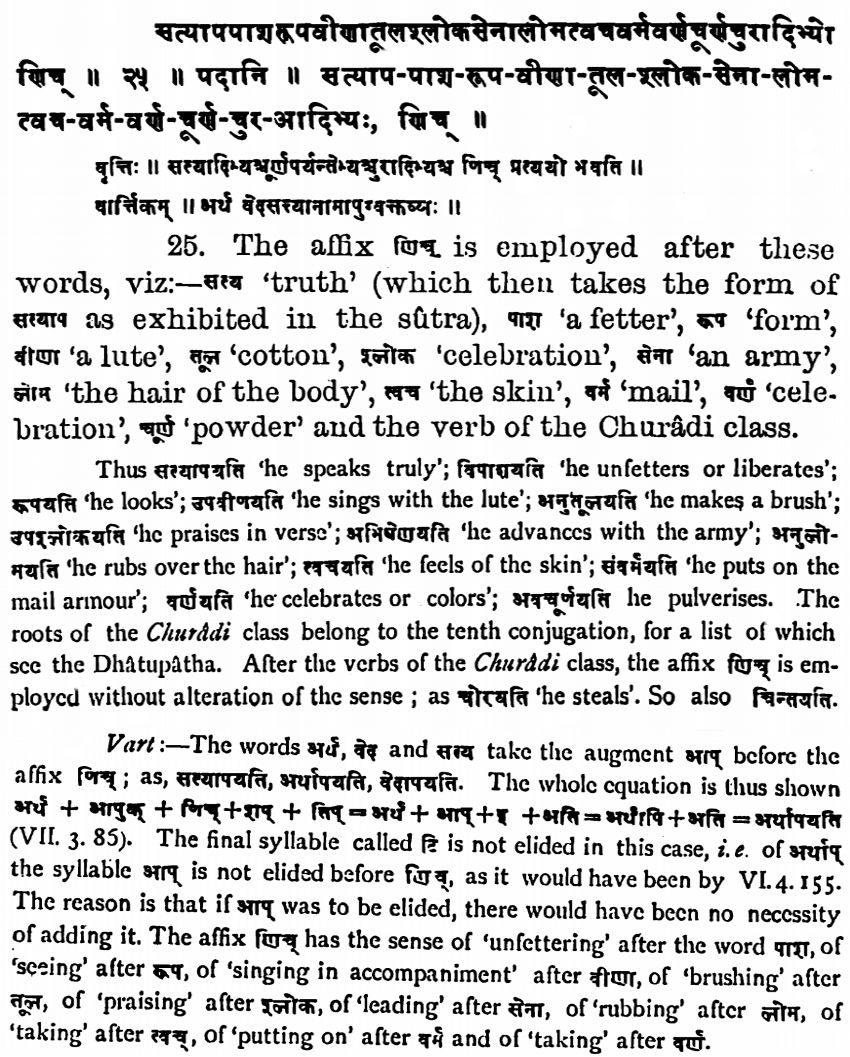 सत्यापपाशरूपवीणातूलश्लोकसेनालोमत्वचवर्मवर्णचूर्णचुरादिभ्यो
णिच् ॥ २५ ॥ पदानि ॥ सत्याप-पाश-रूप-वीणा-तूल-श्लोक-सेना-लोम-
त्वच-वर्म-वर्ण-चूर्ण-चुर-आदिभ्यः, णिच् ॥
वृत्तिः ॥ सत्यादिभ्यश्चूर्णपर्यन्तेभ्यश्चुरादिभ्यश्च णिच् प्रत्ययो भवति ॥
वार्त्तिकम् ॥ अर्थ वेदसत्यानामापुग्वक्तव्यः ॥
25. The affix णिच् is employed after these
words, viz:—सत्य 'truth' (which then takes the form of
सत्याप as exhibited in the sûtra), पाश 'a fetter', रूप 'form',
वीणा 'a lute', तूल 'cotton', श्लोक 'celebration', सेना 'an army',
लोम 'the hair of the body', त्वच 'the skin', वर्म 'mail', वर्ण 'cele-
bration', चूर्ण 'powder' and the verb of the Churâdi class.
Thus सत्यापयति 'he speaks truly'; विपाशयति 'he unfetters or liberates';
रूपयति 'he looks'; उपवीणयति 'he sings with the lute'; अनुतूलयति 'he makes a brush';
उपश्लोकयति 'he praises in verse'; अभिषेणयति 'he advances with the army'; अनुलो-
मयति 'he rubs over the hair'; त्वचयति 'he feels of the skin'; संवर्मयति 'he puts on the
mail armour'; वर्णयति 'he celebrates or colors'; अवचूर्णयति he pulverises. The
roots of the Churâdi class belong to the tenth conjugation, for a list of which
see the Dhâtupâtha. After the verbs of the Churâdi class, the affix णिच् is em-
ployed without alteration of the sense ; as चोरयति 'he steals'. So also चिन्तयति.
Vart :—The words अर्थ, वेद and सत्य take the augment आप् before the
affix णिच् ; as, सत्यापयति, अर्थापयति, वेदापयति. The whole equation is thus shown
अर्थ + आपुक् + णिच्+शप् + तिप् = अर्थ + आप्+इ +अति = अर्थापि+अति = अर्थापयति
(VII. 3. 86). The final syllable called टि is not elided in this case, i.e. of अर्थाप्
the syllable आप् is not elided before णिच्, as it would have been by VI. 4. 155.
The reason is that if आप् was to be elided, there would have been no necessity
of adding it. The affix णिच् has the sense of 'unfettering' after the word पाश, of
'seeing' after रूप, of 'singing in accompaniment' after वीणा, of 'brushing' after
तूल, of 'praising' after श्लोक, of 'leading' after सेना, of 'rubbing' after लोम, of
'taking' after त्वच्, of 'putting on' after वर्म and of 'taking' after वर्ण.